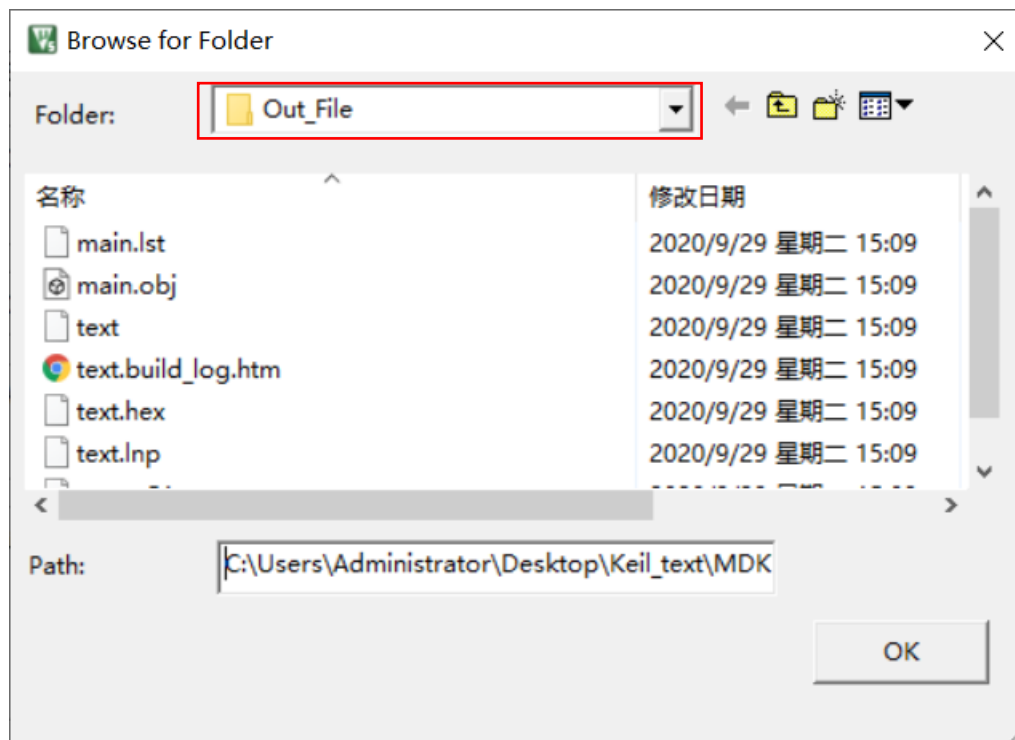 Browse for Folder
Folder: Out_File
名称 修改日期
main.lst 2020/9/29 星期二 15:09
main.obj 2020/9/29 星期二 15:09
text 2020/9/29 星期二 15:09
text.build_log.htm 2020/9/29 星期二 15:09
text.hex 2020/9/29 星期二 15:09
text.lnp 2020/9/29 星期二 15:09
Path: C:\Users\Administrator\Desktop\Keil_text\MDK
OK